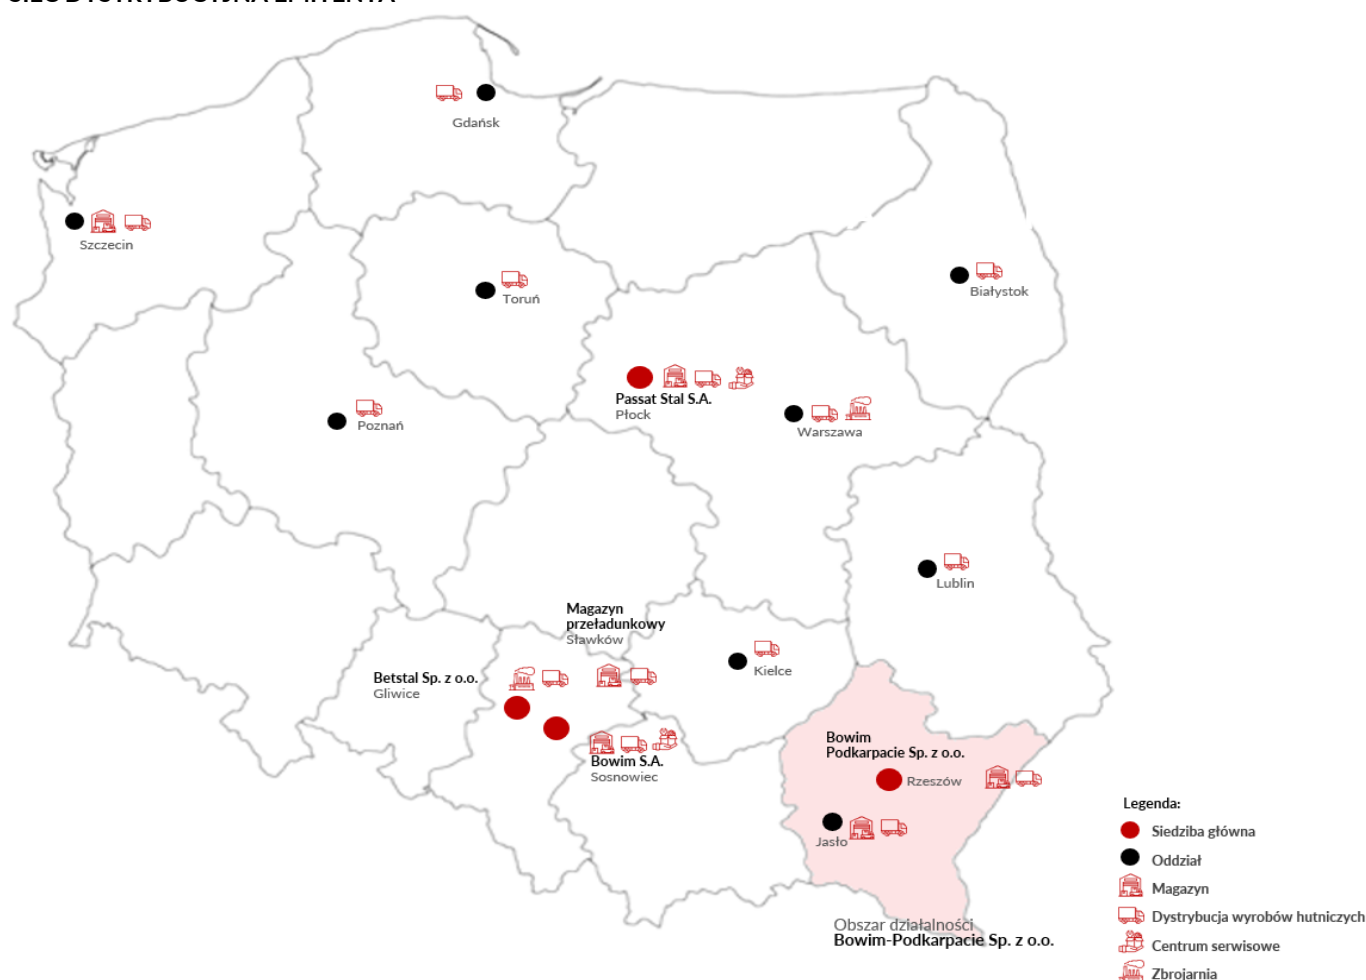 Gdańsk
Szczecin
Toruń
Białystok
Passat Stal S.A.
Płock
Poznań
Warszawa
Lublin
Magazyn
przeładunkowy
Sławków
Kielce
Betstal Sp. z o.o.
Gliwice
Bowim S.A.
Sosnowiec
Bowim
Podkarpacie Sp. z o.o.
Rzeszów
Jasło
Obszar działalności
Bowim-Podkarpacie Sp. z o.o.
Legenda:
Siedziba główna
Oddział
Magazyn
Dystrybucja wyrobów hutniczych
Centrum serwisowe
Zbrojarnia